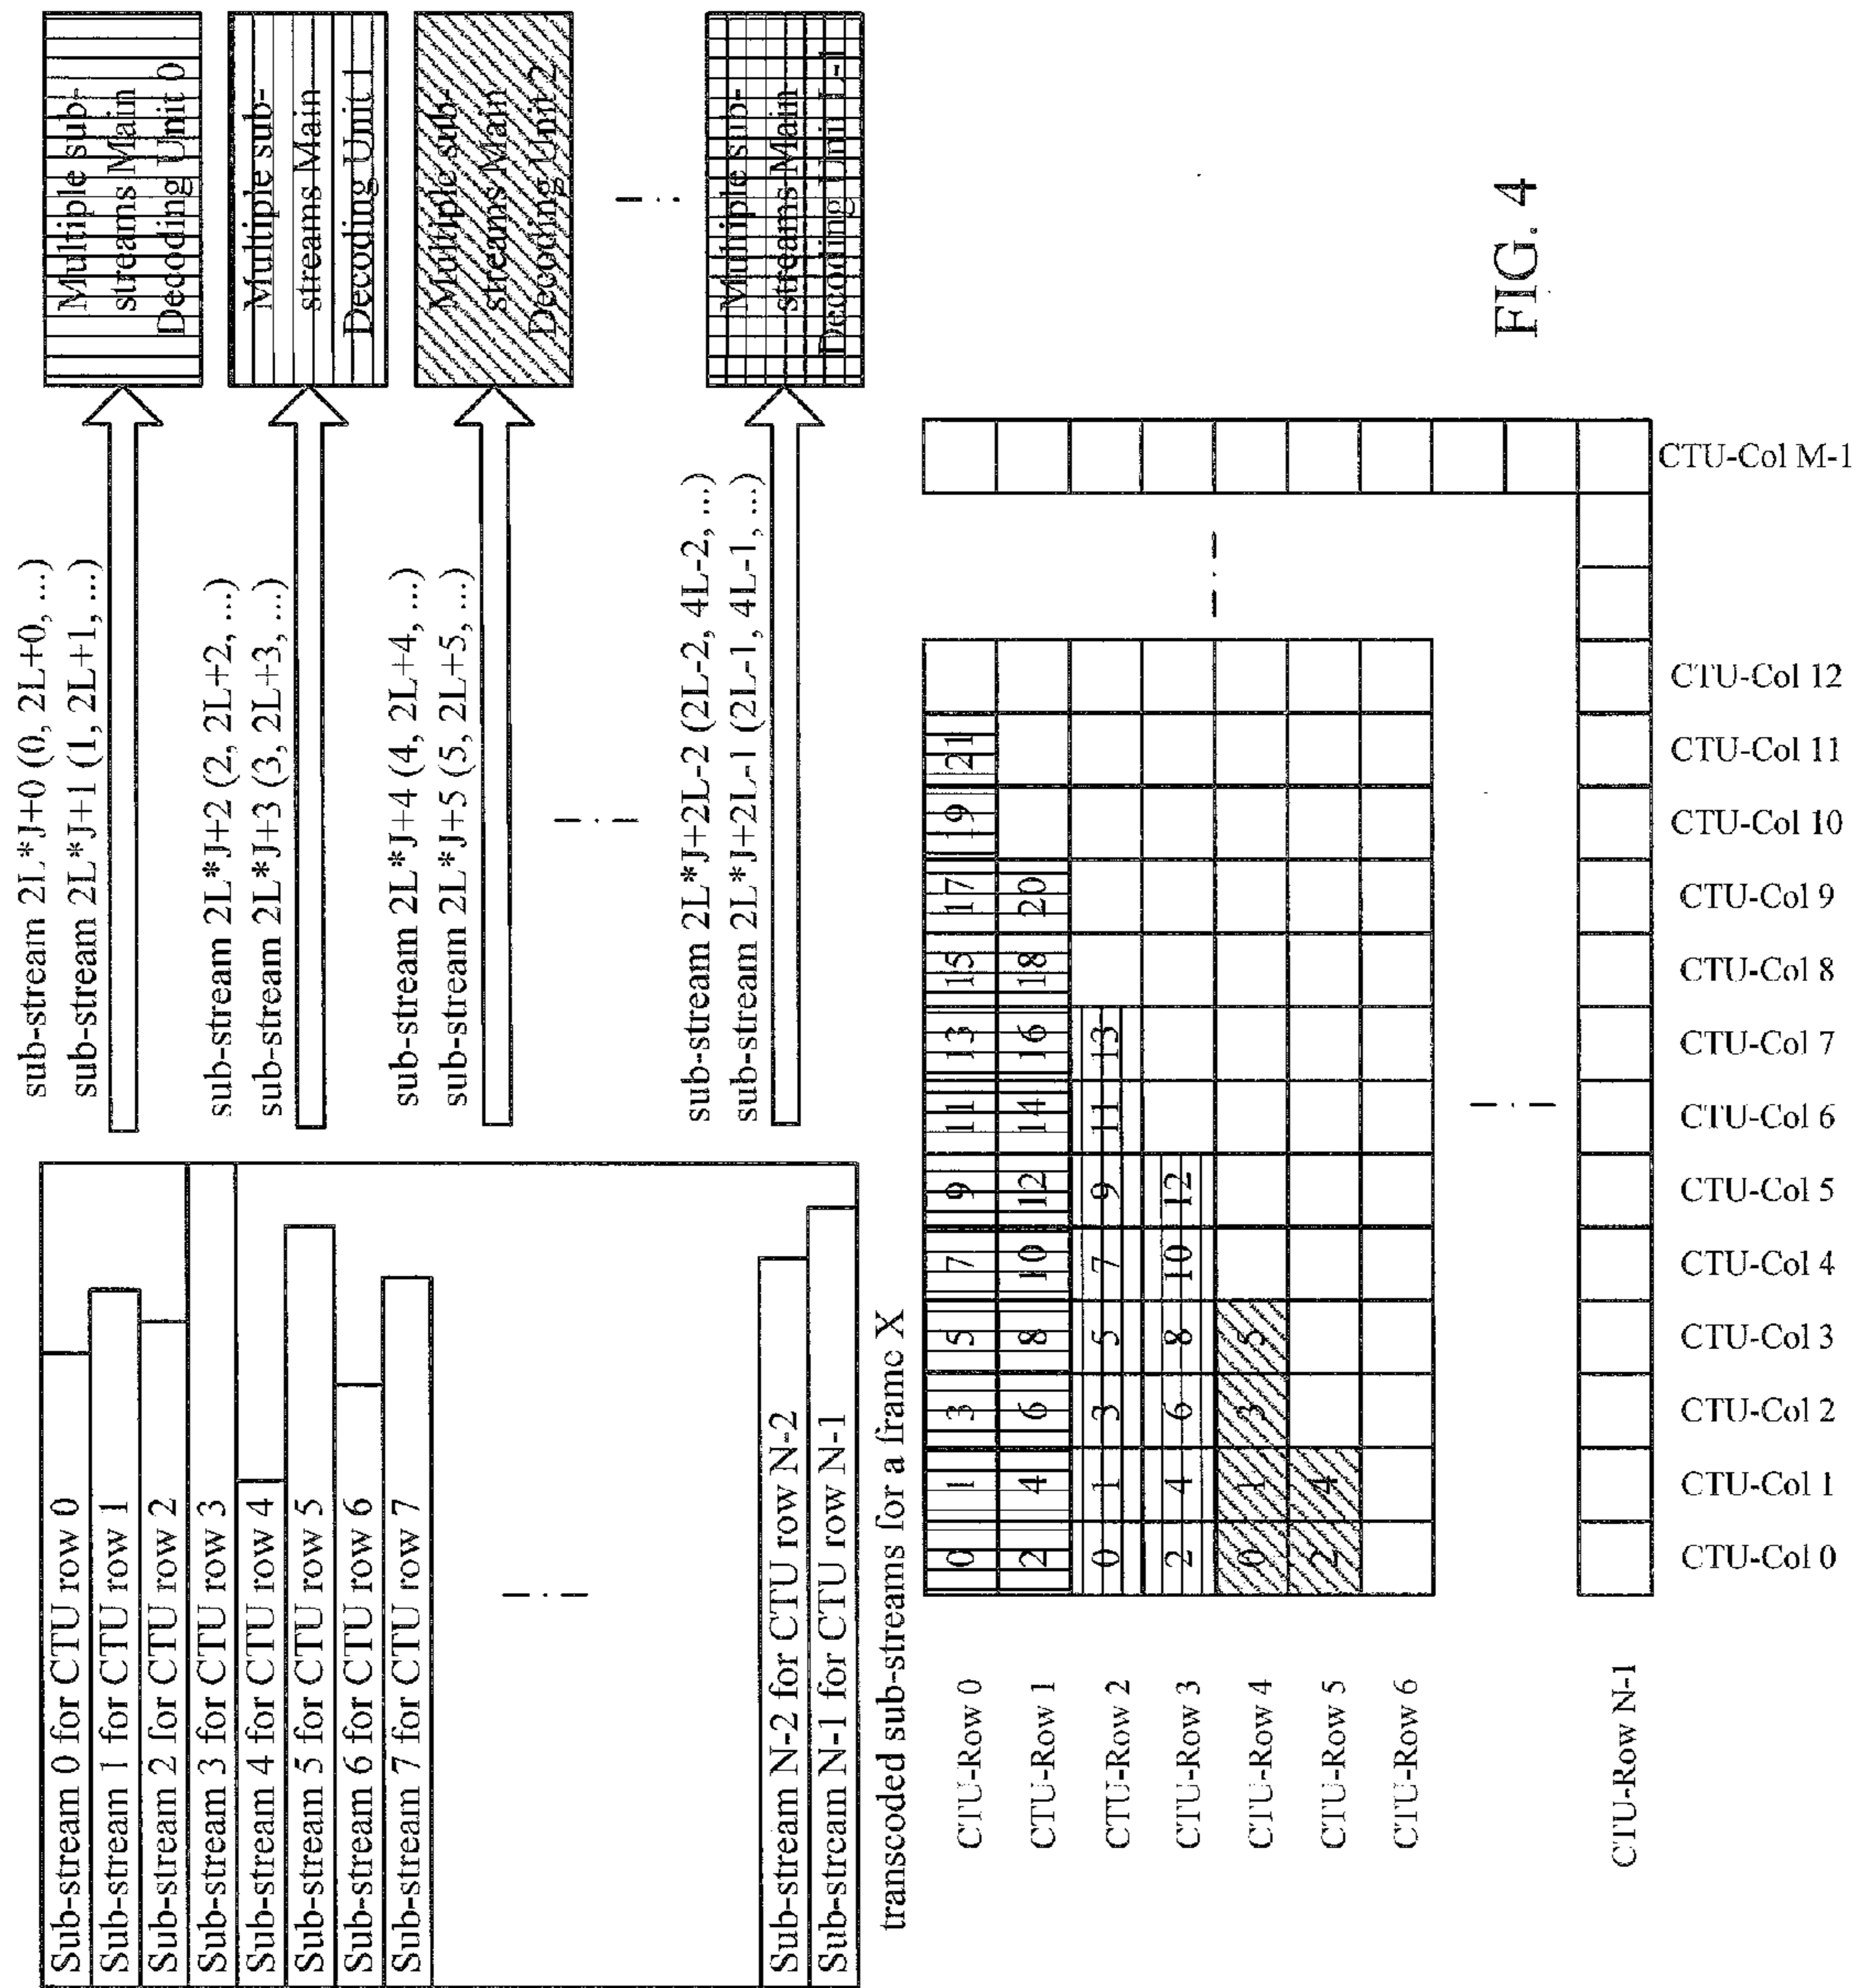 Sub-stream 0 for CTU row 0
Sub-stream 1 for CTU row 1
Sub-stream 2 for CTU row 2
Sub-stream 3 for CTU row 3
Sub-stream 4 for CTU row 4
Sub-stream 5 for CTU row 5
Sub-stream 6 for CTU row 6
Sub-stream 7 for CTU row 7
Sub-stream N-2 for CTU row N-2
Sub-stream N-1 for CTU row N-1
transcoded sub-streams for a frame X
sub-stream 2L*J+0 (0, 2L+0, ...)
sub-stream 2L*J+1 (1, 2L+1, ...)
sub-stream 2L*J+2 (2, 2L+2, ...)
sub-stream 2L*J+3 (3, 2L+3, ...)
sub-stream 2L*J+4 (4, 2L+4, ...)
sub-stream 2L*J+5 (5, 2L+5, ...)
sub-stream 2L*J+2L-2 (2L-2, 4L-2, ...)
sub-stream 2L*J+2L-1 (2L-1, 4L-1, ...)
Multiple sub-
streams Main
Decoding Unit 0
Multiple sub-
streams Main
Decoding Unit 1
Multiple sub-
streams Main
Decoding Unit 2
Multiple sub-
streams Main
Decoding Unit L-1
CTU-Row 0
0 1 3 5 7 9 11 13 15 17 19 21
CTU-Row 1
2 4 6 8 10 12 14 16 18 20
CTU-Row 2
0 1 3 5 7 9 11 13
CTU-Row 3
2 4 6 8 10 12
CTU-Row 4
0 1 3 5
CTU-Row 5
2 4
CTU-Row 6
CTU-Row N-1
CTU-Col 0
CTU-Col 1
CTU-Col 2
CTU-Col 3
CTU-Col 4
CTU-Col 5
CTU-Col 6
CTU-Col 7
CTU-Col 8
CTU-Col 9
CTU-Col 10
CTU-Col 11
CTU-Col 12
CTU-Col M-1
FIG. 4